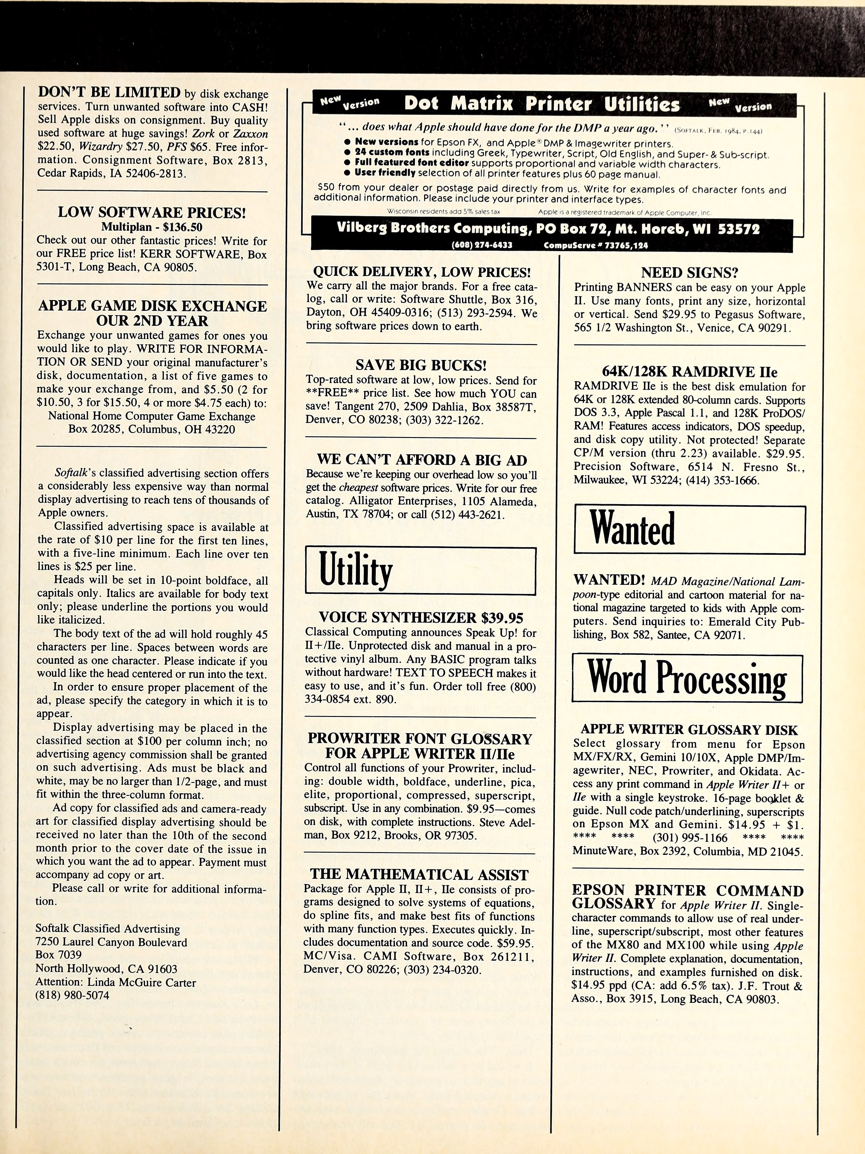 DON'T BE LIMITED by disk exchange
services. Turn unwanted software into CASH!
Sell Apple disks on consignment. Buy quality
used software at huge savings! Zork or Zaxxon
$22.50, Wizardry $27.50, PFS $65. Free infor-
mation. Consignment Software, Box 2813,
Cedar Rapids, IA 52406-2813.
LOW SOFTWARE PRICES!
Multiplan - $136.50
Check out our other fantastic prices! Write for
our FREE price list! KERR SOFTWARE, Box
5301-T, Long Beach, CA 90805.
APPLE GAME DISK EXCHANGE
OUR 2ND YEAR
Exchange your unwanted games for ones you
would like to play. WRITE FOR INFORMA-
TION OR SEND your original manufacturer's
disk, documentation, a list of five games to
make your exchange from, and $5.50 (2 for
$10.50, 3 for $15.50, 4 or more $4.75 each) to:
National Home Computer Game Exchange
Box 20285, Columbus, OH 43220
Softalk's classified advertising section offers
a considerably less expensive way than normal
display advertising to reach tens of thousands of
Apple owners.
Classified advertising space is available at
the rate of $10 per line for the first ten lines,
with a five-line minimum. Each line over ten
lines is $25 per line.
Heads will be set in 10-point boldface, all
capitals only. Italics are available for body text
only; please underline the portions you would
like italicized.
The body text of the ad will hold roughly 45
characters per line. Spaces between words are
counted as one character. Please indicate if you
would like the head centered or run into the text.
In order to ensure proper placement of the
ad, please specify the category in which it is to
appear.
Display advertising may be placed in the
classified section at $100 per column inch; no
advertising agency commission shall be granted
on such advertising. Ads must be black and
white, may be no larger than 1/2-page, and must
fit within the three-column format.
Ad copy for classified ads and camera-ready
art for classified display advertising should be
received no later than the 10th of the second
month prior to the cover date of the issue in
which you want the ad to appear. Payment must
accompany ad copy or art.
Please call or write for additional informa-
tion.
Softalk Classified Advertising
7250 Laurel Canyon Boulevard
Box 7039
North Hollywood, CA 91603
Attention: Linda McGuire Carter
(818) 980-5074
New Version Dot Matrix Printer Utilities New Version
"... does what Apple should have done for the DMP a year ago." (SOFTALK, FEB. 1984, P.144)
● New versions for Epson FX, and Apple® DMP & Imagewriter printers.
● 24 custom fonts including Greek, Typewriter, Script, Old English, and Super- & Sub-script.
● Full featured font editor supports proportional and variable width characters.
● User friendly selection of all printer features plus 60 page manual.
$50 from your dealer or postage paid directly from us. Write for examples of character fonts and
additional information. Please include your printer and interface types.
Wisconsin residents add 5% sales tax Apple is a registered trademark of Apple Computer, Inc.
Vilberg Brothers Computing, PO Box 72, Mt. Horeb, WI 53572
(608) 274-6433 CompuServe # 73765,124
QUICK DELIVERY, LOW PRICES!
We carry all the major brands. For a free cata-
log, call or write: Software Shuttle, Box 316,
Dayton, OH 45409-0316; (513) 293-2594. We
bring software prices down to earth.
SAVE BIG BUCKS!
Top-rated software at low, low prices. Send for
**FREE** price list. See how much YOU can
save! Tangent 270, 2509 Dahlia, Box 38587T,
Denver, CO 80238; (303) 322-1262.
WE CAN'T AFFORD A BIG AD
Because we're keeping our overhead low so you'll
get the cheapest software prices. Write for our free
catalog. Alligator Enterprises, 1105 Alameda,
Austin, TX 78704; or call (512) 443-2621.
Utility
VOICE SYNTHESIZER $39.95
Classical Computing announces Speak Up! for
II+/IIe. Unprotected disk and manual in a pro-
tective vinyl album. Any BASIC program talks
without hardware! TEXT TO SPEECH makes it
easy to use, and it's fun. Order toll free (800)
334-0854 ext. 890.
PROWRITER FONT GLOSSARY
FOR APPLE WRITER II/IIe
Control all functions of your Prowriter, includ-
ing: double width, boldface, underline, pica,
elite, proportional, compressed, superscript,
subscript. Use in any combination. $9.95—comes
on disk, with complete instructions. Steve Adel-
man, Box 9212, Brooks, OR 97305.
THE MATHEMATICAL ASSIST
Package for Apple II, II+, IIe consists of pro-
grams designed to solve systems of equations,
do spline fits, and make best fits of functions
with many function types. Executes quickly. In-
cludes documentation and source code. $59.95.
MC/Visa. CAMI Software, Box 261211,
Denver, CO 80226; (303) 234-0320.
NEED SIGNS?
Printing BANNERS can be easy on your Apple
II. Use many fonts, print any size, horizontal
or vertical. Send $29.95 to Pegasus Software,
565 1/2 Washington St., Venice, CA 90291.
64K/128K RAMDRIVE IIe
RAMDRIVE IIe is the best disk emulation for
64K or 128K extended 80-column cards. Supports
DOS 3.3, Apple Pascal 1.1, and 128K ProDOS/
RAM! Features access indicators, DOS speedup,
and disk copy utility. Not protected! Separate
CP/M version (thru 2.23) available. $29.95.
Precision Software, 6514 N. Fresno St.,
Milwaukee, WI 53224; (414) 353-1666.
Wanted
WANTED! MAD Magazine/National Lam-
poon-type editorial and cartoon material for na-
tional magazine targeted to kids with Apple com-
puters. Send inquiries to: Emerald City Pub-
lishing, Box 582, Santee, CA 92071.
Word Processing
APPLE WRITER GLOSSARY DISK
Select glossary from menu for Epson
MX/FX/RX, Gemini 10/10X, Apple DMP/Im-
agewriter, NEC, Prowriter, and Okidata. Ac-
cess any print command in Apple Writer II+ or
IIe with a single keystroke. 16-page booklet &
guide. Null code patch/underlining, superscripts
on Epson MX and Gemini. $14.95 + $1.
**** **** (301) 995-1166 **** ****
MinuteWare, Box 2392, Columbia, MD 21045.
EPSON PRINTER COMMAND
GLOSSARY for Apple Writer II. Single-
character commands to allow use of real under-
line, superscript/subscript, most other features
of the MX80 and MX100 while using Apple
Writer II. Complete explanation, documentation,
instructions, and examples furnished on disk.
$14.95 ppd (CA: add 6.5% tax). J.F. Trout &
Asso., Box 3915, Long Beach, CA 90803.